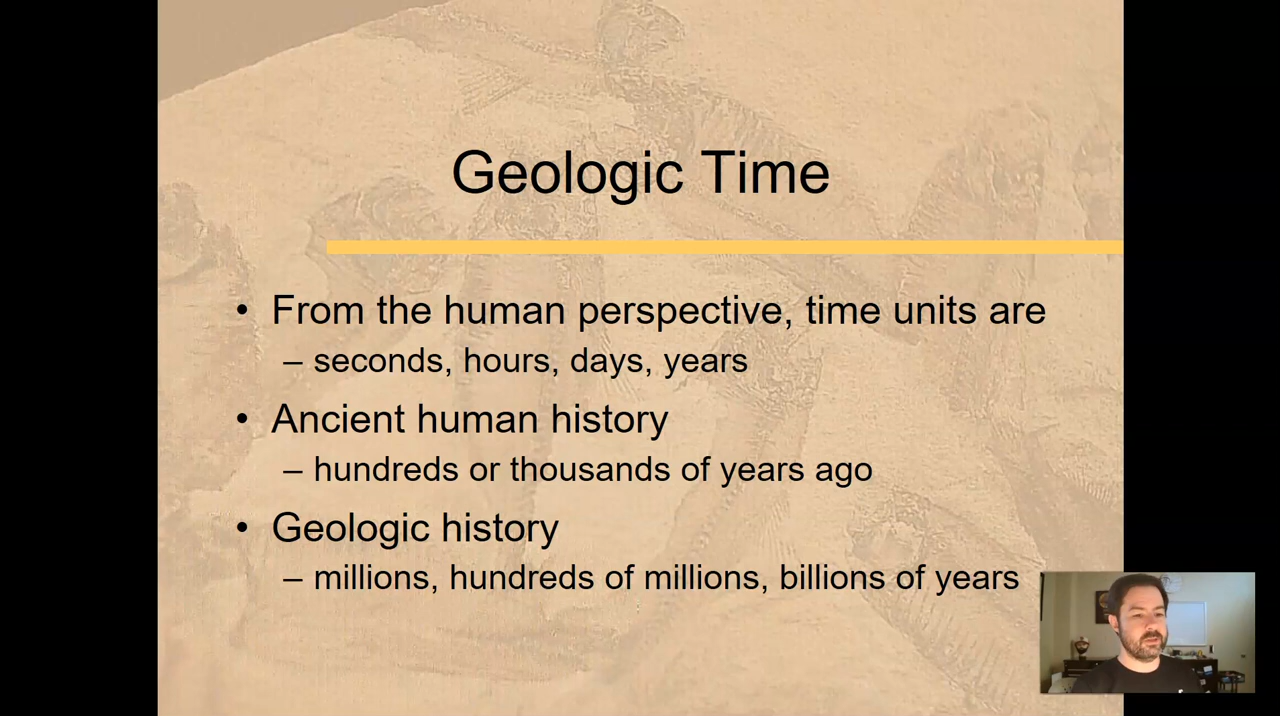 Geologic Time
• From the human perspective, time units are
– seconds, hours, days, years
• Ancient human history
– hundreds or thousands of years ago
• Geologic history
– millions, hundreds of millions, billions of years